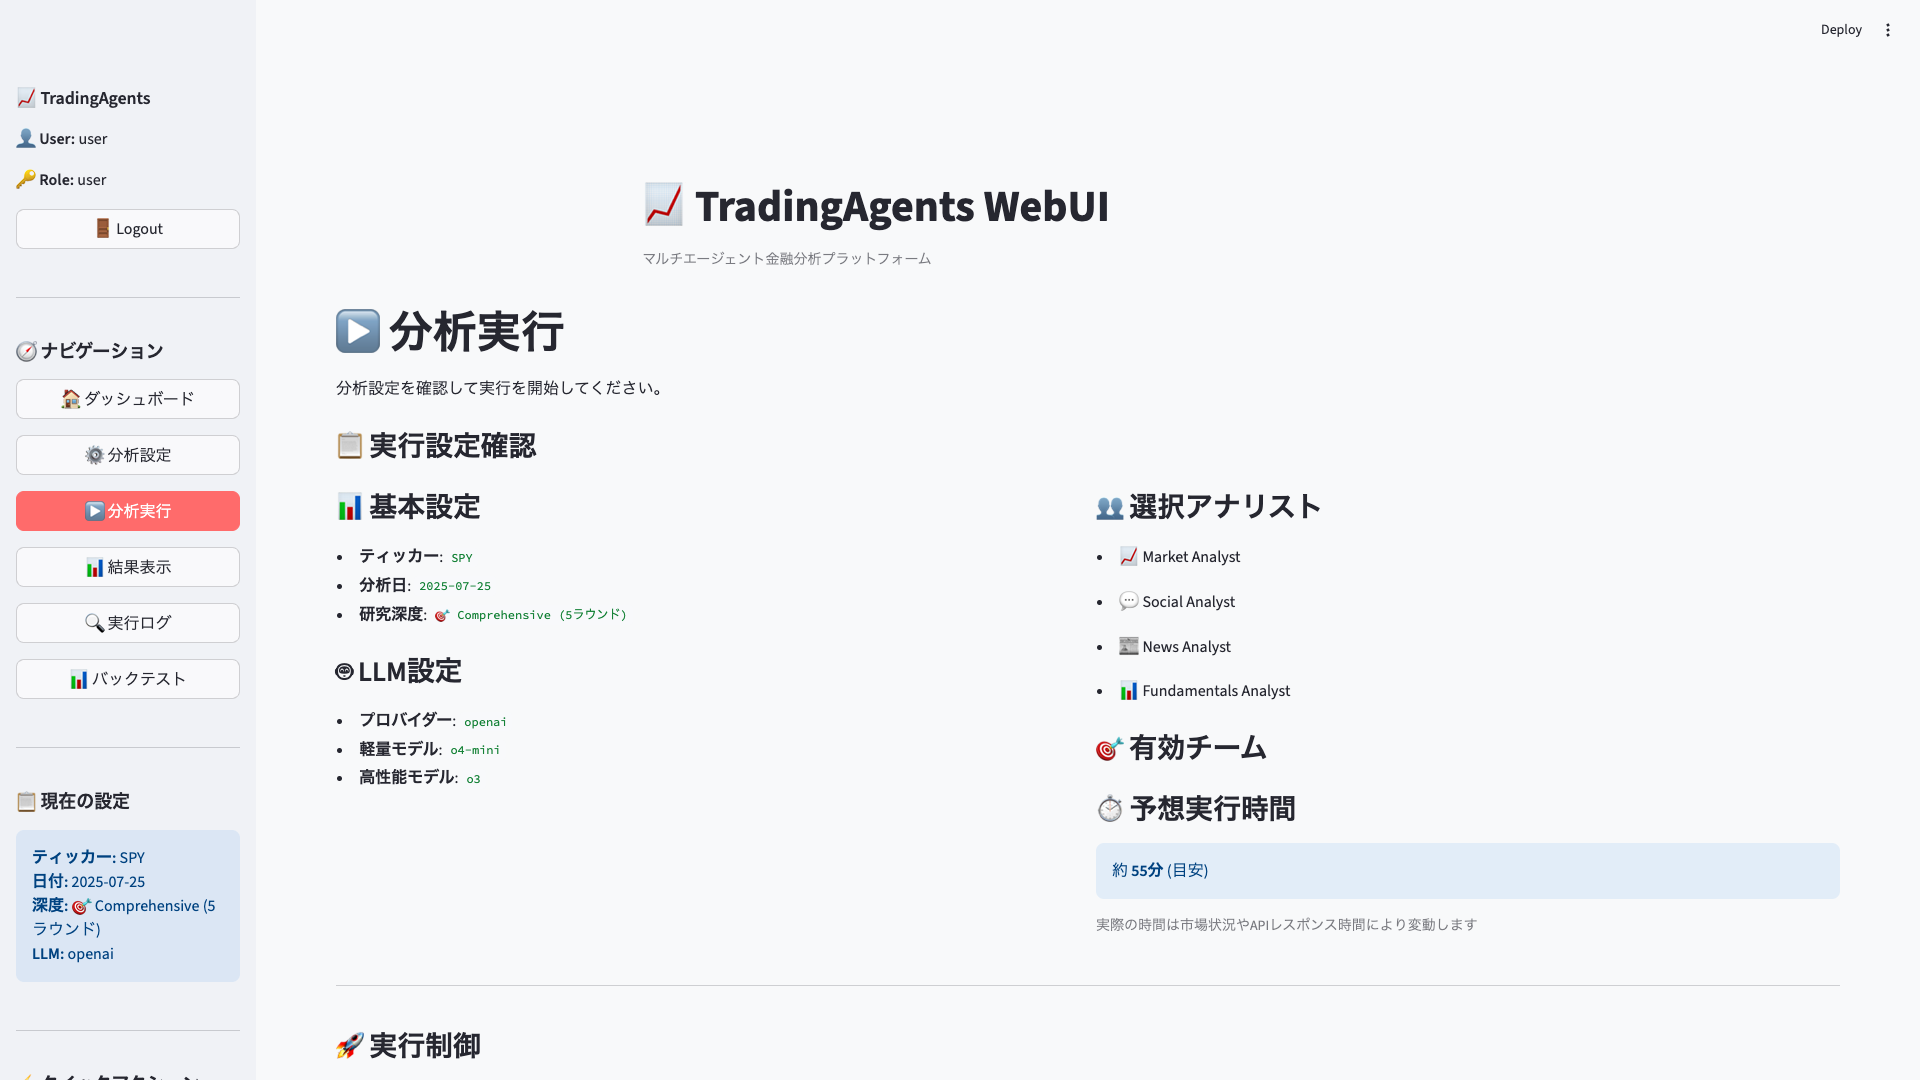 Deploy
TradingAgents
User: user
Role: user
Logout
ナビゲーション
ダッシュボード
分析設定
分析実行
結果表示
実行ログ
バックテスト
現在の設定
ティッカー: SPY
日付: 2025-07-25
深度: Comprehensive (5
ラウンド)
LLM: openai
TradingAgents WebUI
マルチエージェント金融分析プラットフォーム
分析実行
分析設定を確認して実行を開始してください。
実行設定確認
基本設定
ティッカー: SPY
分析日: 2025-07-25
研究深度: Comprehensive (5ラウンド)
LLM設定
プロバイダー: openai
軽量モデル: o4-mini
高性能モデル: o3
選択アナリスト
Market Analyst
Social Analyst
News Analyst
Fundamentals Analyst
有効チーム
予想実行時間
約 55分 (目安)
実際の時間は市場状況やAPIレスポンス時間により変動します
実行制御